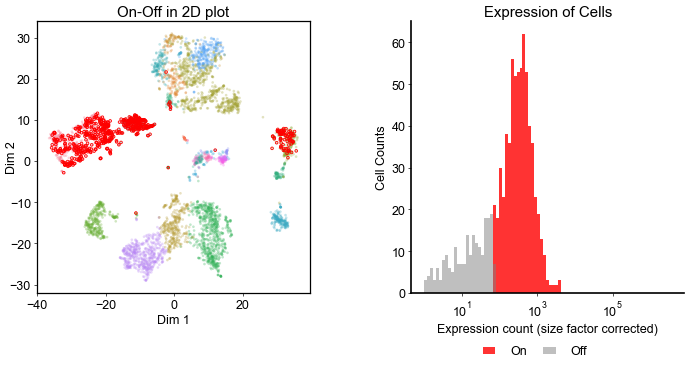 On-Off in 2D plot
Dim 2
30
20
10
0
−10
−20
−30
−40
−20
0
20
Dim 1
Expression of Cells
Cell Counts
60
50
40
30
20
10
0
10^1
10^3
10^5
Expression count (size factor corrected)
On
Off